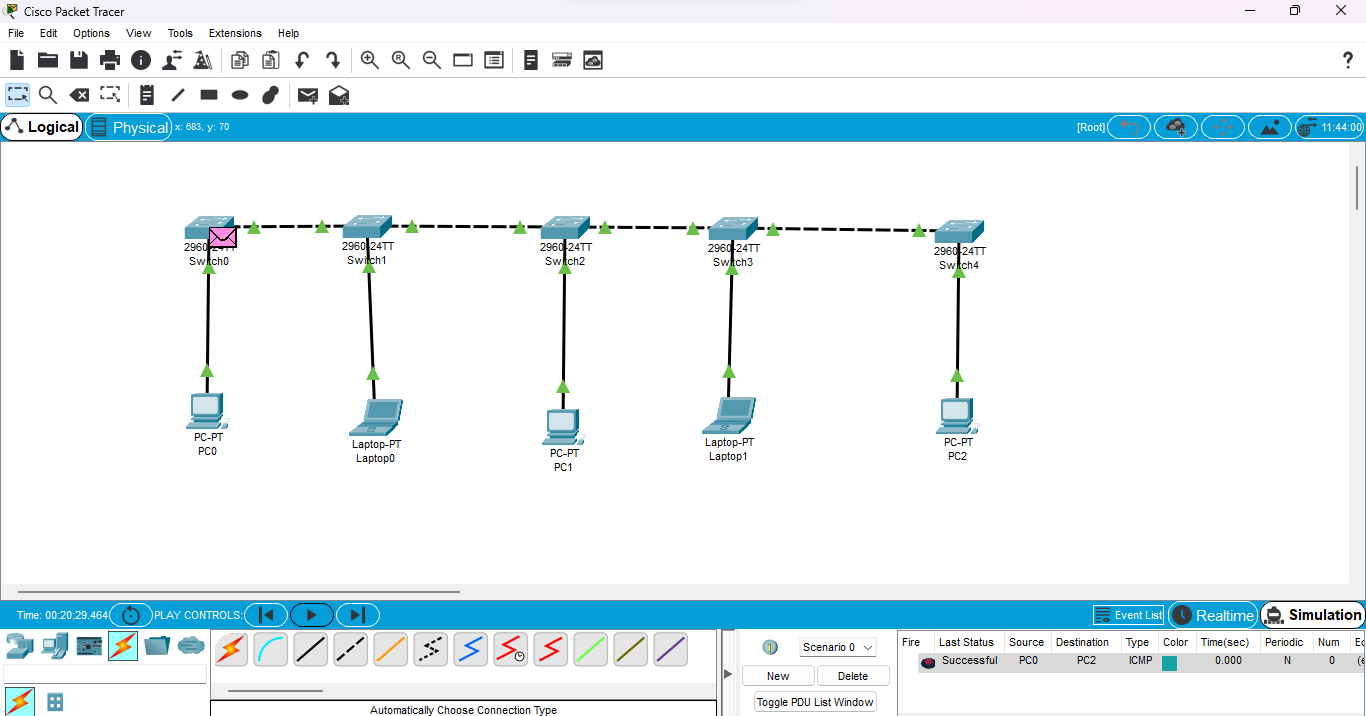 Cisco Packet Tracer
File Edit Options View Tools Extensions Help
?
Logical Physical x: 683, y: 70 [Root] 11:44:00
2960-24TT
Switch0
2960-24TT
Switch1
2960-24TT
Switch2
2960-24TT
Switch3
2960-24TT
Switch4
PC-PT
PC0
Laptop-PT
Laptop0
PC-PT
PC1
Laptop-PT
Laptop1
PC-PT
PC2
Time: 00:20:29.464 PLAY CONTROLS: Event List Realtime Simulation
Scenario 0
New Delete
Toggle PDU List Window
Fire Last Status Source Destination Type Color Time(sec) Periodic Num
Successful PC0 PC2 ICMP 0.000 N 0
Automatically Choose Connection Type